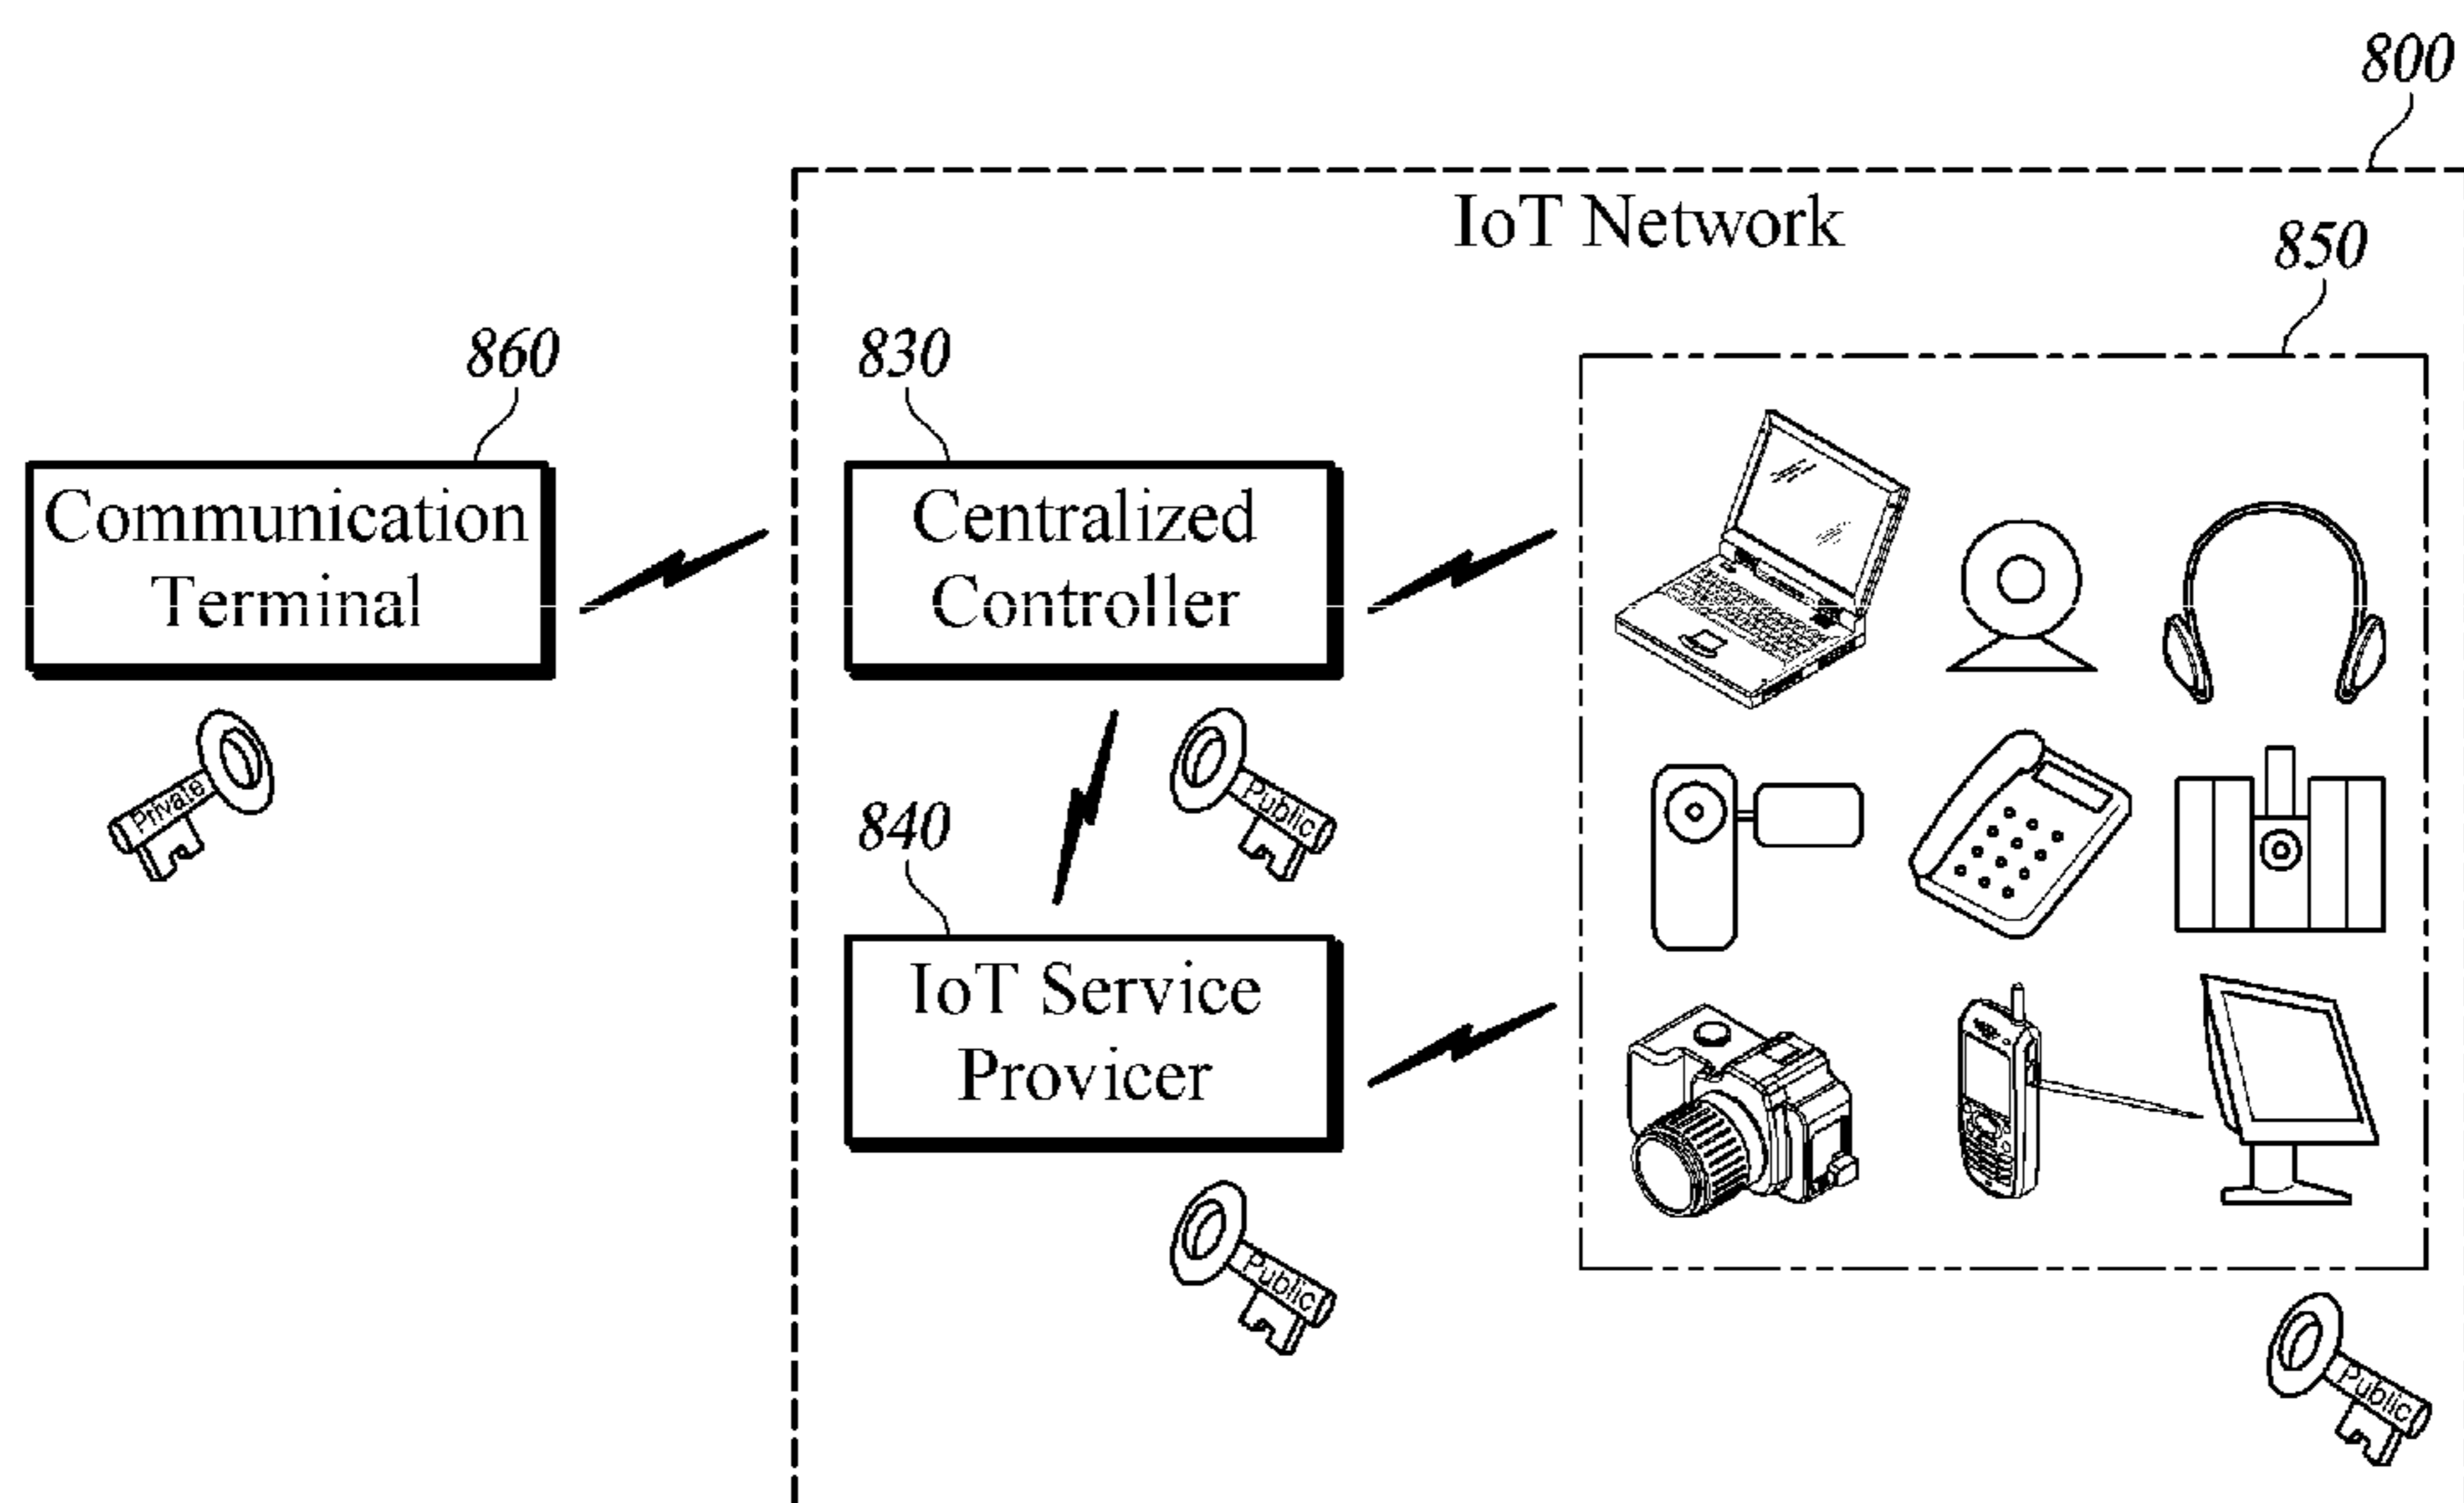 800
IoT Network
850
860
830
Communication
Terminal
Centralized
Controller
Private
Public
840
IoT Service
Provicer
Public
Public